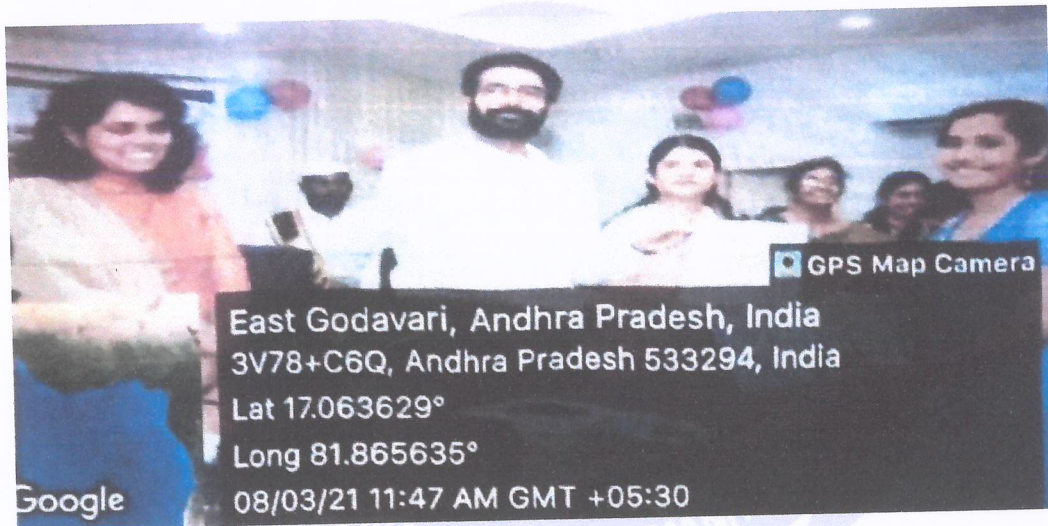 GPS Map Camera
East Godavari, Andhra Pradesh, India
3V78+C6Q, Andhra Pradesh 533294, India
Lat 17.063629°
Long 81.865635°
08/03/21 11:47 AM GMT +05:30
Google